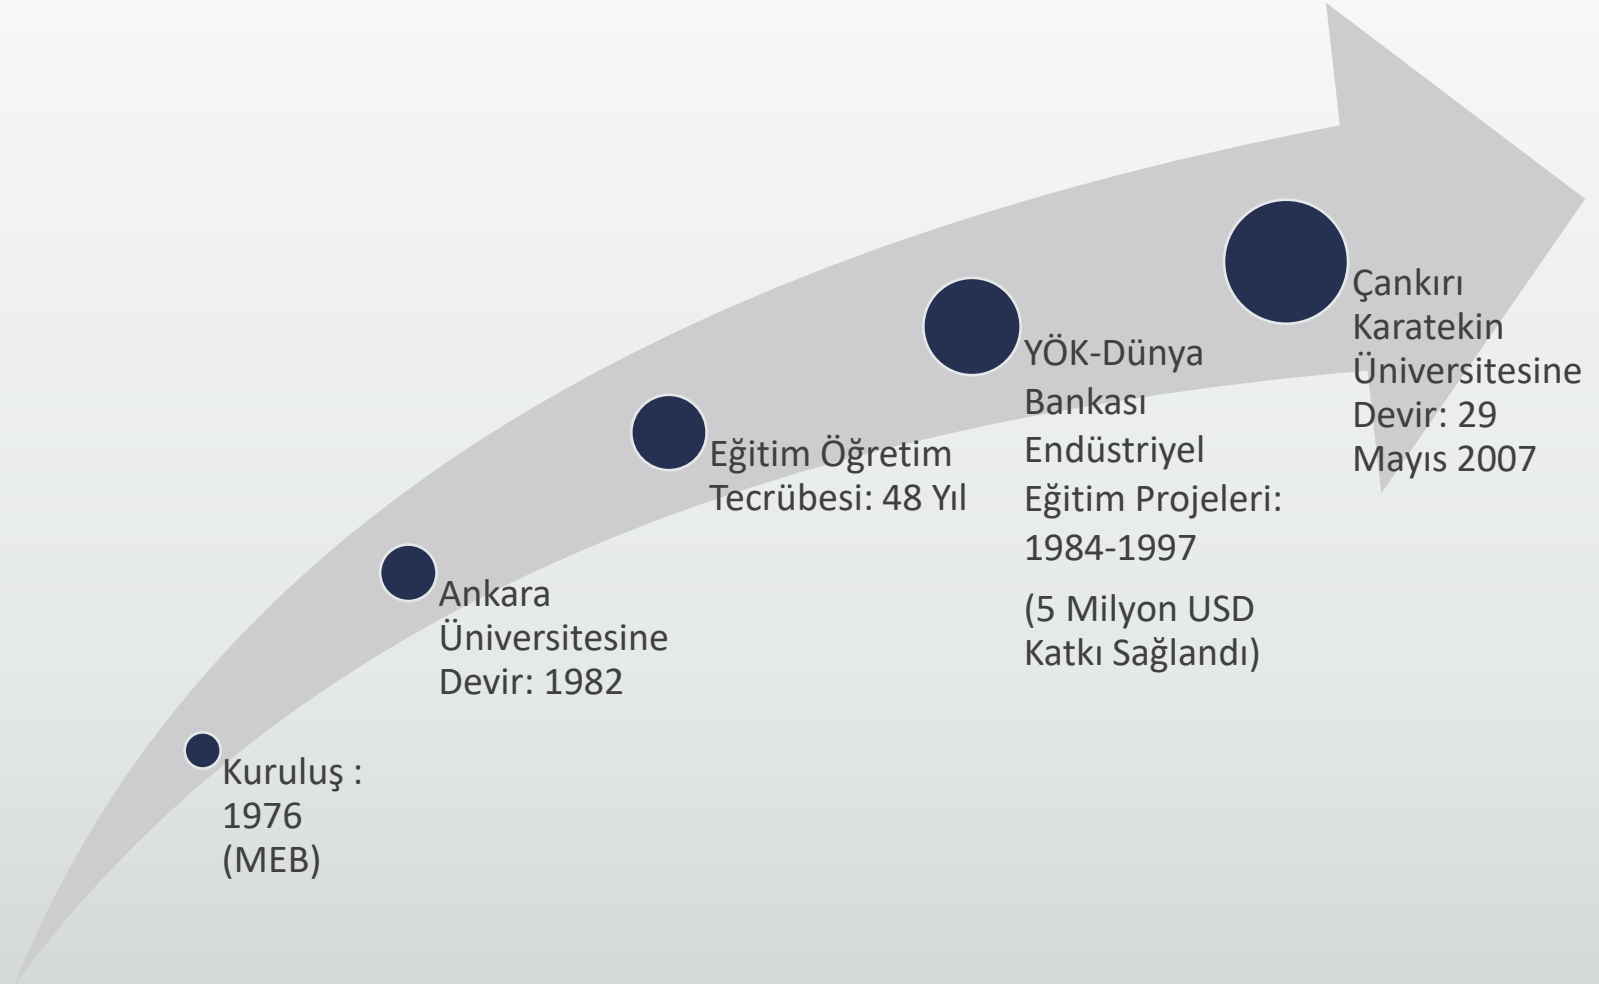 Kuruluş :
1976
(MEB)
Ankara
Üniversitesine
Devir: 1982
Eğitim Öğretim
Tecrübesi: 48 Yıl
YÖK-Dünya
Bankası
Endüstriyel
Eğitim Projeleri:
1984-1997
(5 Milyon USD
Katkı Sağlandı)
Çankırı
Karatekin
Üniversitesine
Devir: 29
Mayıs 2007